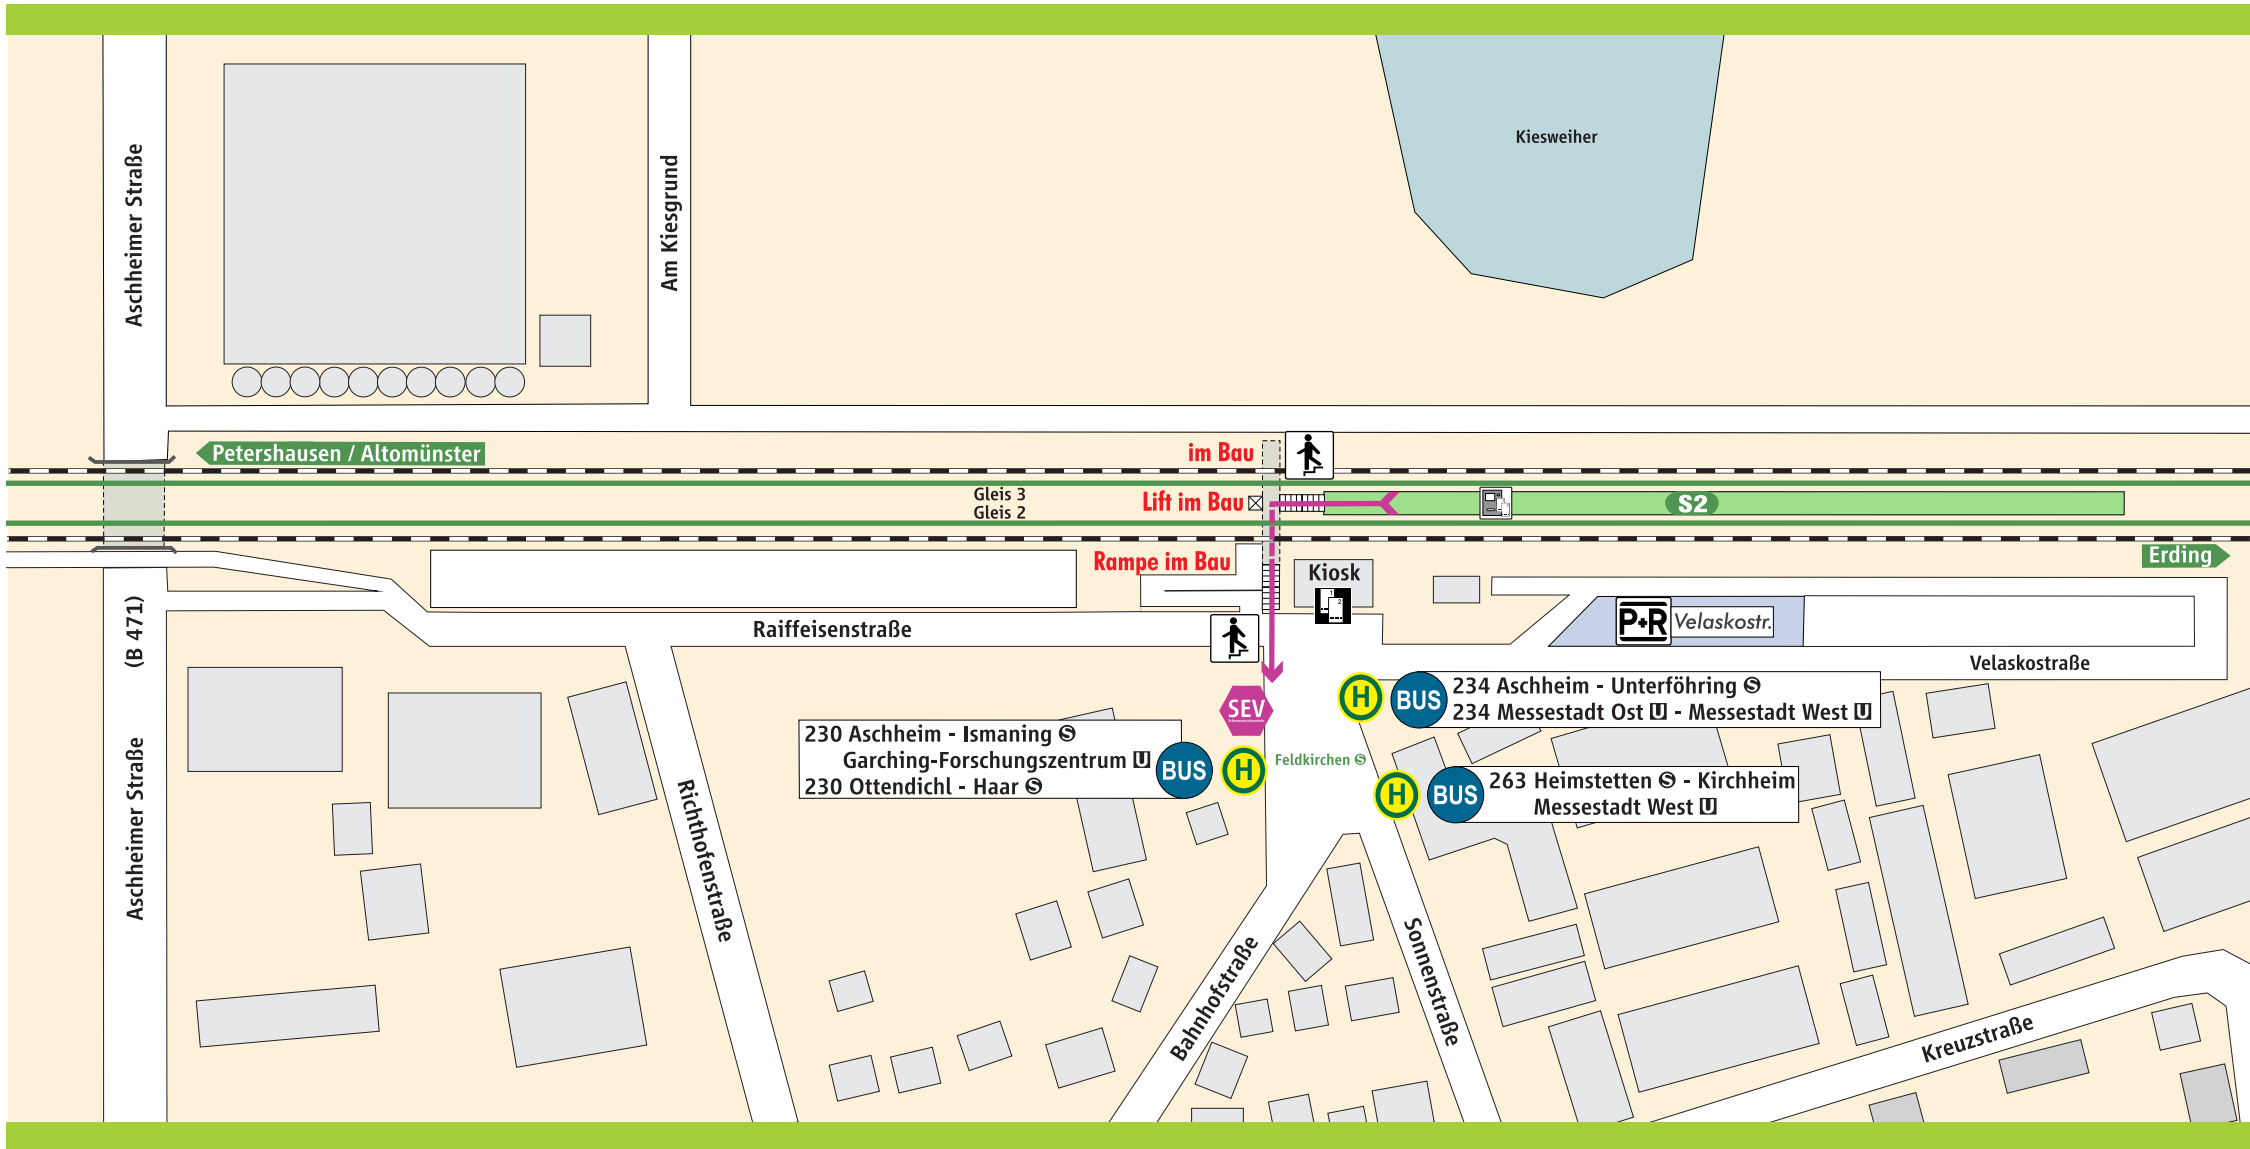 Kiesweiher
Aschheimer Straße
Am Kiesgrund
Petershausen / Altomünster
im Bau
Gleis 3
Gleis 2
Lift im Bau
S2
Rampe im Bau
Erding
Kiosk
1
2
(B 471)
Raiffeisenstraße
P+R
Velaskostr.
Velaskostraße
H
BUS
234 Aschheim - Unterföhring S
234 Messestadt Ost U - Messestadt West U
SEV
230 Aschheim - Ismaning S
Garching-Forschungszentrum U
230 Ottendichl - Haar S
BUS
H
Feldkirchen S
H
BUS
263 Heimstetten S - Kirchheim
Messestadt West U
Aschheimer Straße
Richthofenstraße
Bahnhofstraße
Sonnenstraße
Kreuzstraße